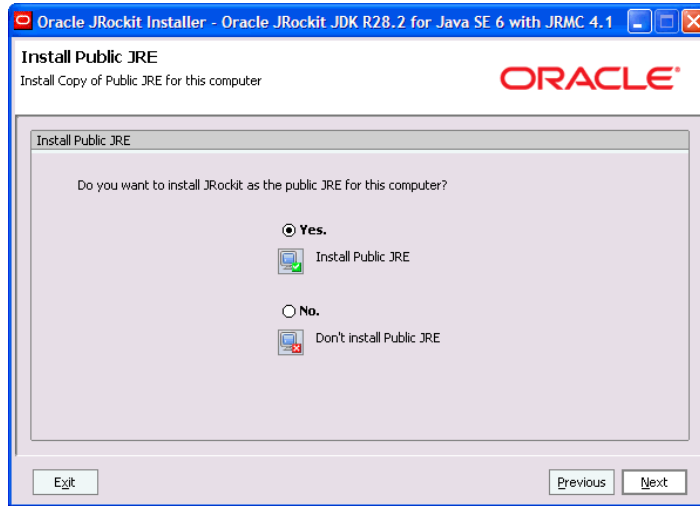 Oracle JRockit Installer - Oracle JRockit JDK R28.2 for Java SE 6 with JRMC 4.1
Install Public JRE
Install Copy of Public JRE for this computer
ORACLE
Install Public JRE
Do you want to install JRockit as the public JRE for this computer?
Yes.
Install Public JRE
No.
Don't install Public JRE
Exit
Previous
Next